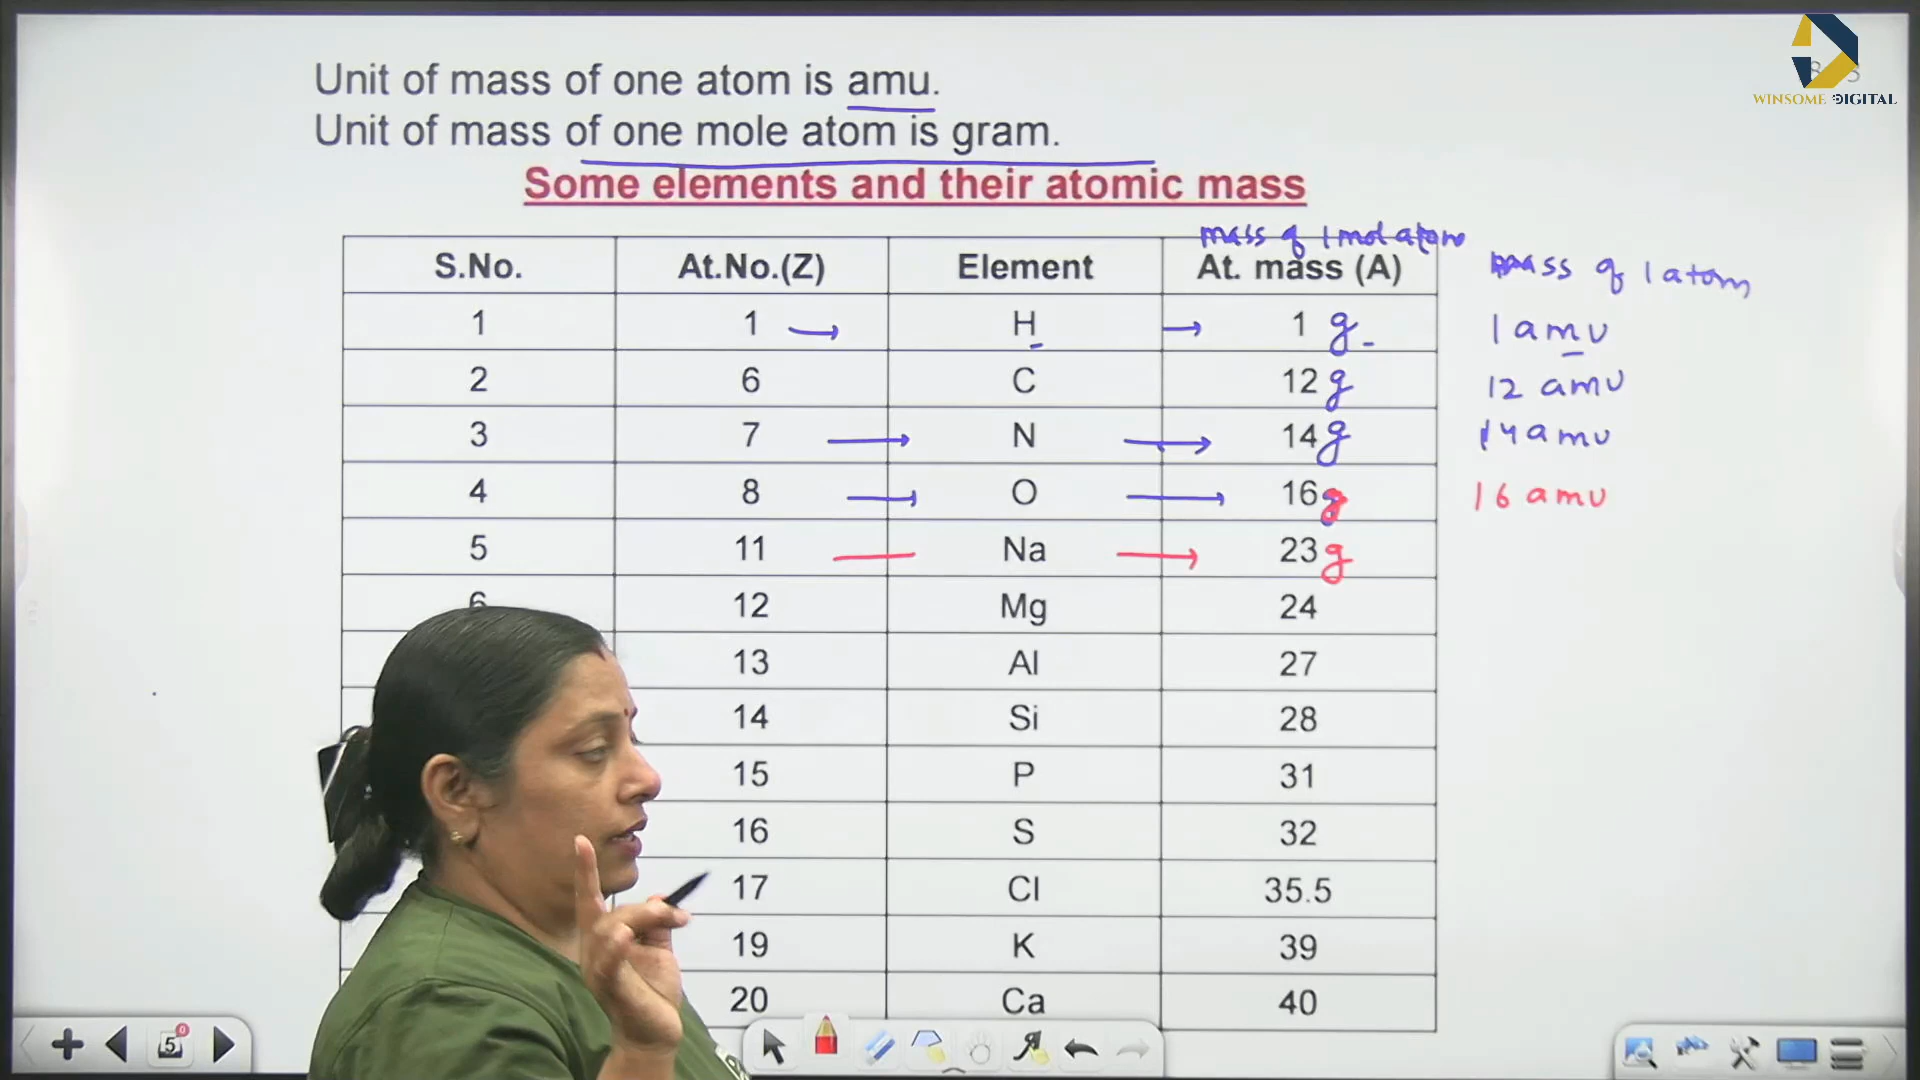 WINSOME DIGITAL
Unit of mass of one atom is amu.
Unit of mass of one mole atom is gram.
Some elements and their atomic mass
mass of 1 mol atom
mass of 1 atom
S.No. At.No.(Z) Element At. mass (A)
1 1 H 1 g 1 amu
2 6 C 12 g 12 amu
3 7 N 14 g 14 amu
4 8 O 16 g 16 amu
5 11 Na 23 g
6 12 Mg 24
13 Al 27
14 Si 28
15 P 31
16 S 32
17 Cl 35.5
19 K 39
20 Ca 40
5 0